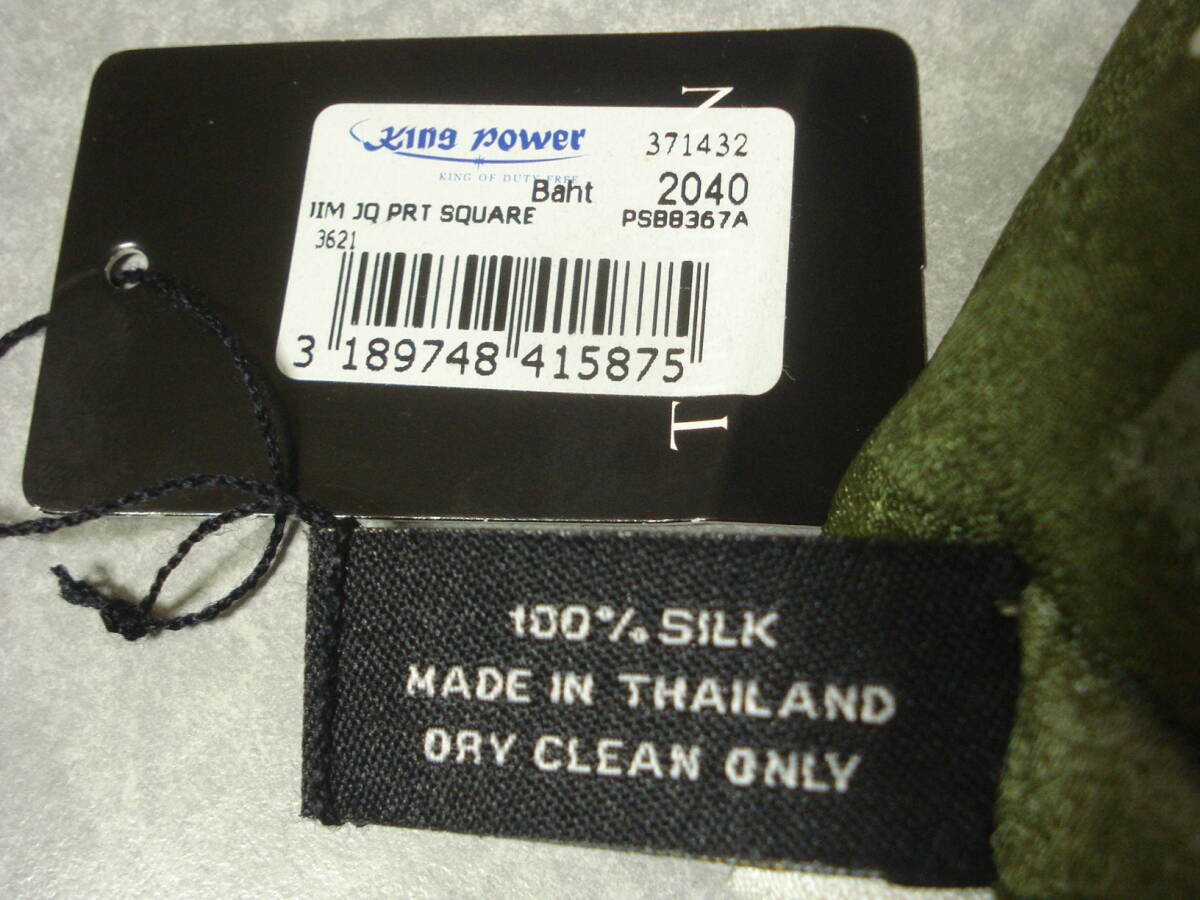 N
King Power 371432
KING OF DUTY FREE
Baht 2040
JIM JQ PRT SQUARE PSB8367A
3621
3 189748 415875
T
100% SILK
MADE IN THAILAND
DRY CLEAN ONLY